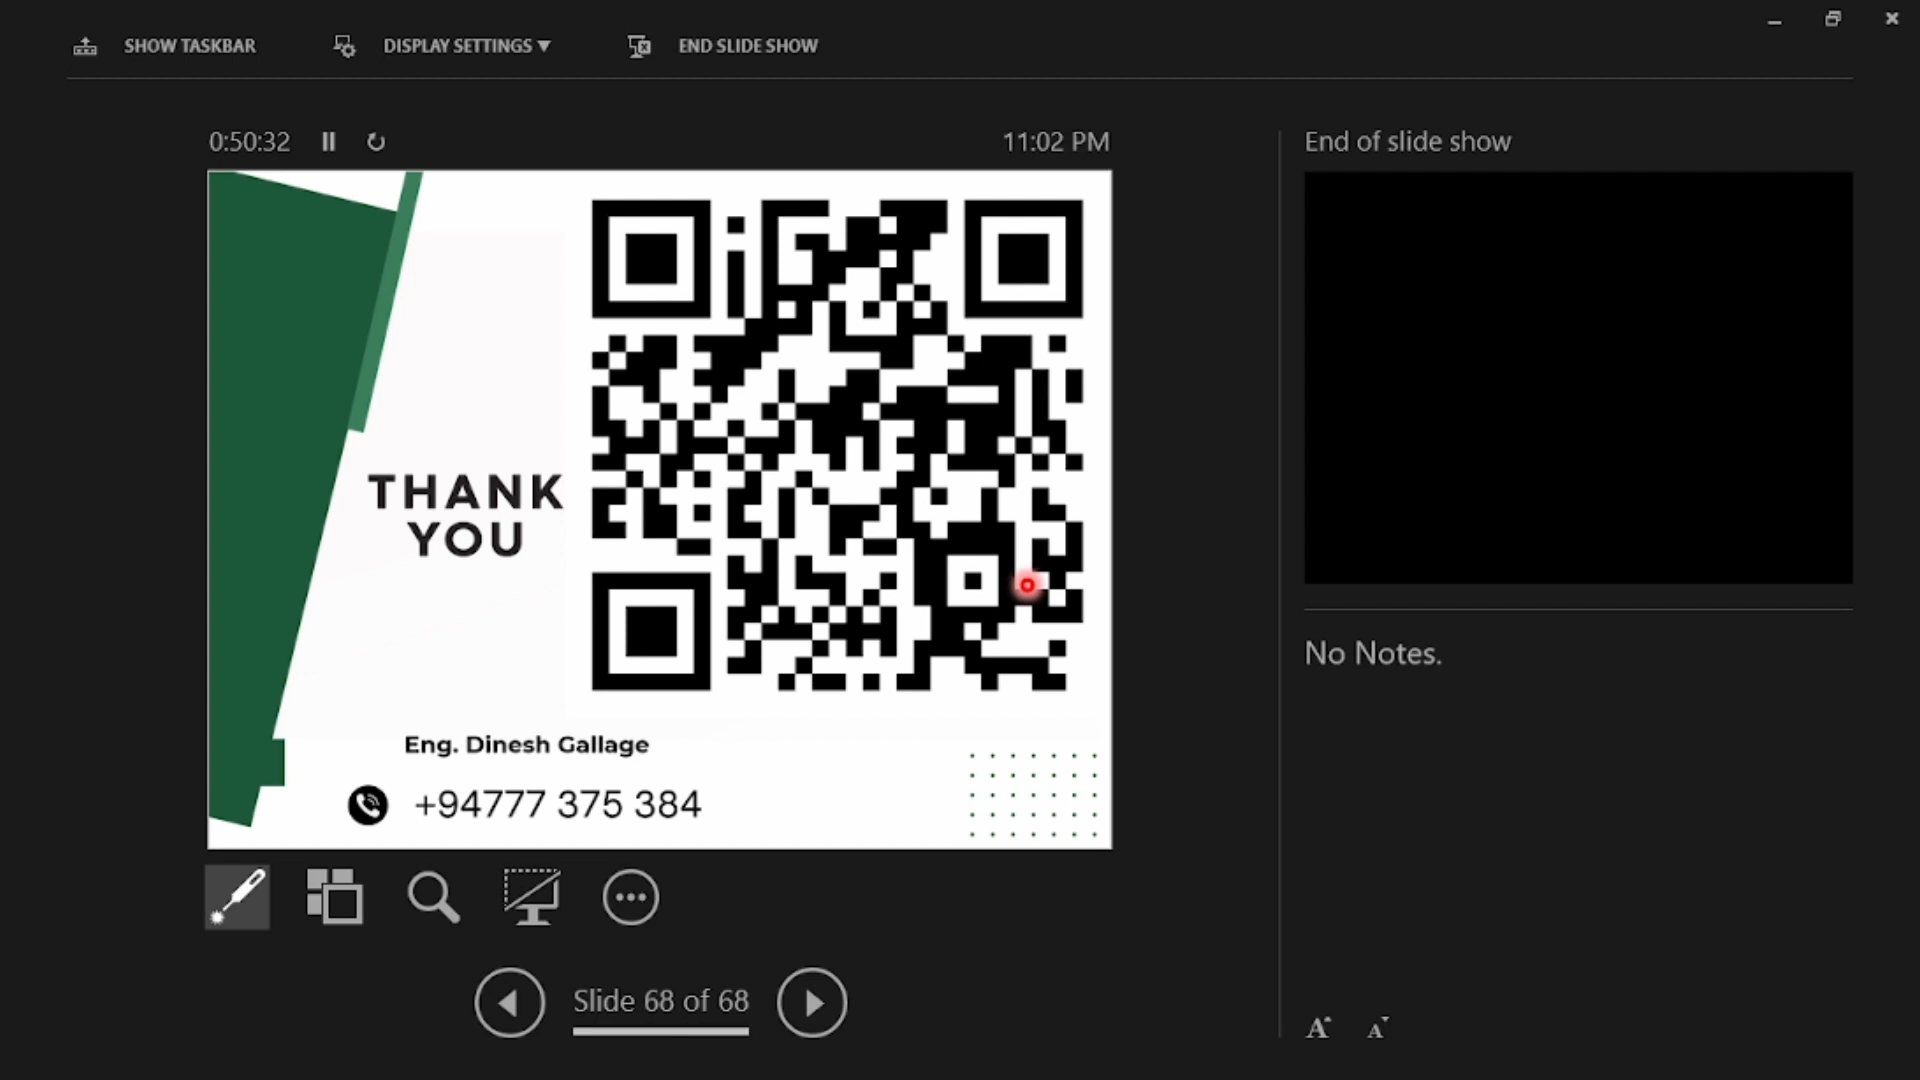 SHOW TASKBAR
DISPLAY SETTINGS ▼
END SLIDE SHOW
0:50:32
11:02 PM
End of slide show
THANK
YOU
Eng. Dinesh Gallage
+94777 375 384
No Notes.
Slide 68 of 68
A A